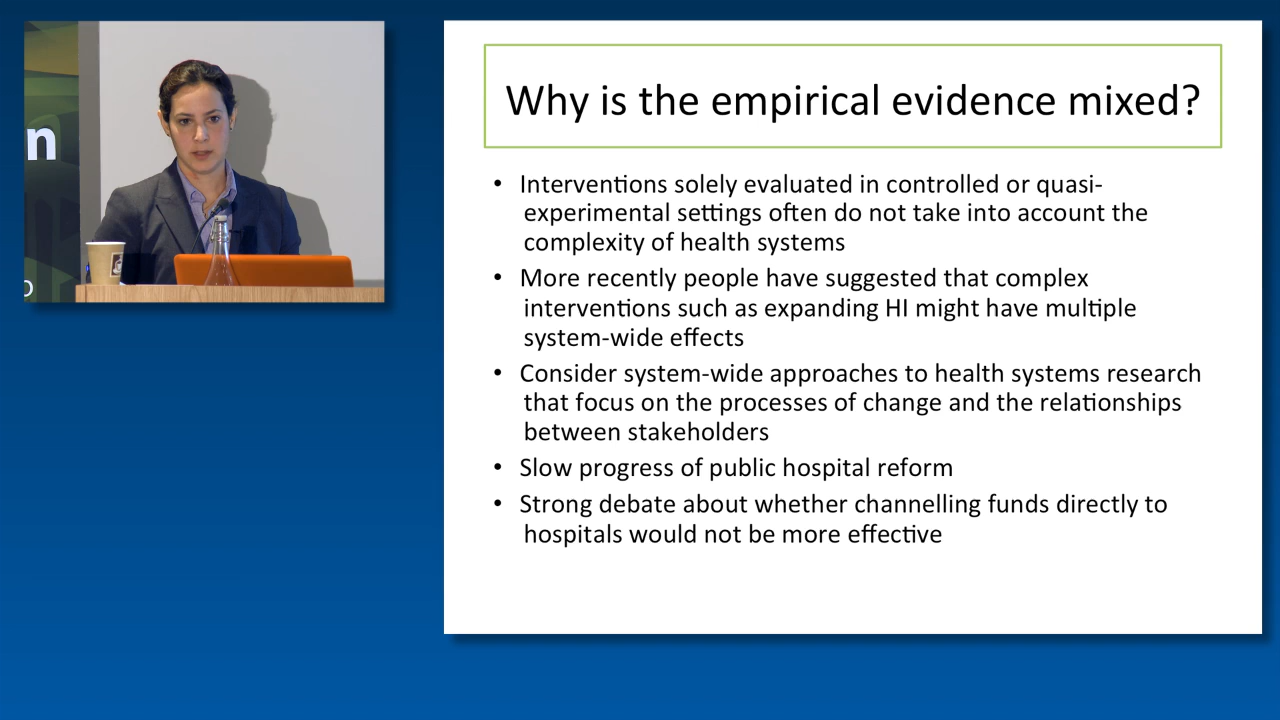 n
Why is the empirical evidence mixed?
• Interventions solely evaluated in controlled or quasi-
experimental settings often do not take into account the
complexity of health systems
• More recently people have suggested that complex
interventions such as expanding HI might have multiple
system-wide effects
• Consider system-wide approaches to health systems research
that focus on the processes of change and the relationships
between stakeholders
• Slow progress of public hospital reform
• Strong debate about whether channelling funds directly to
hospitals would not be more effective